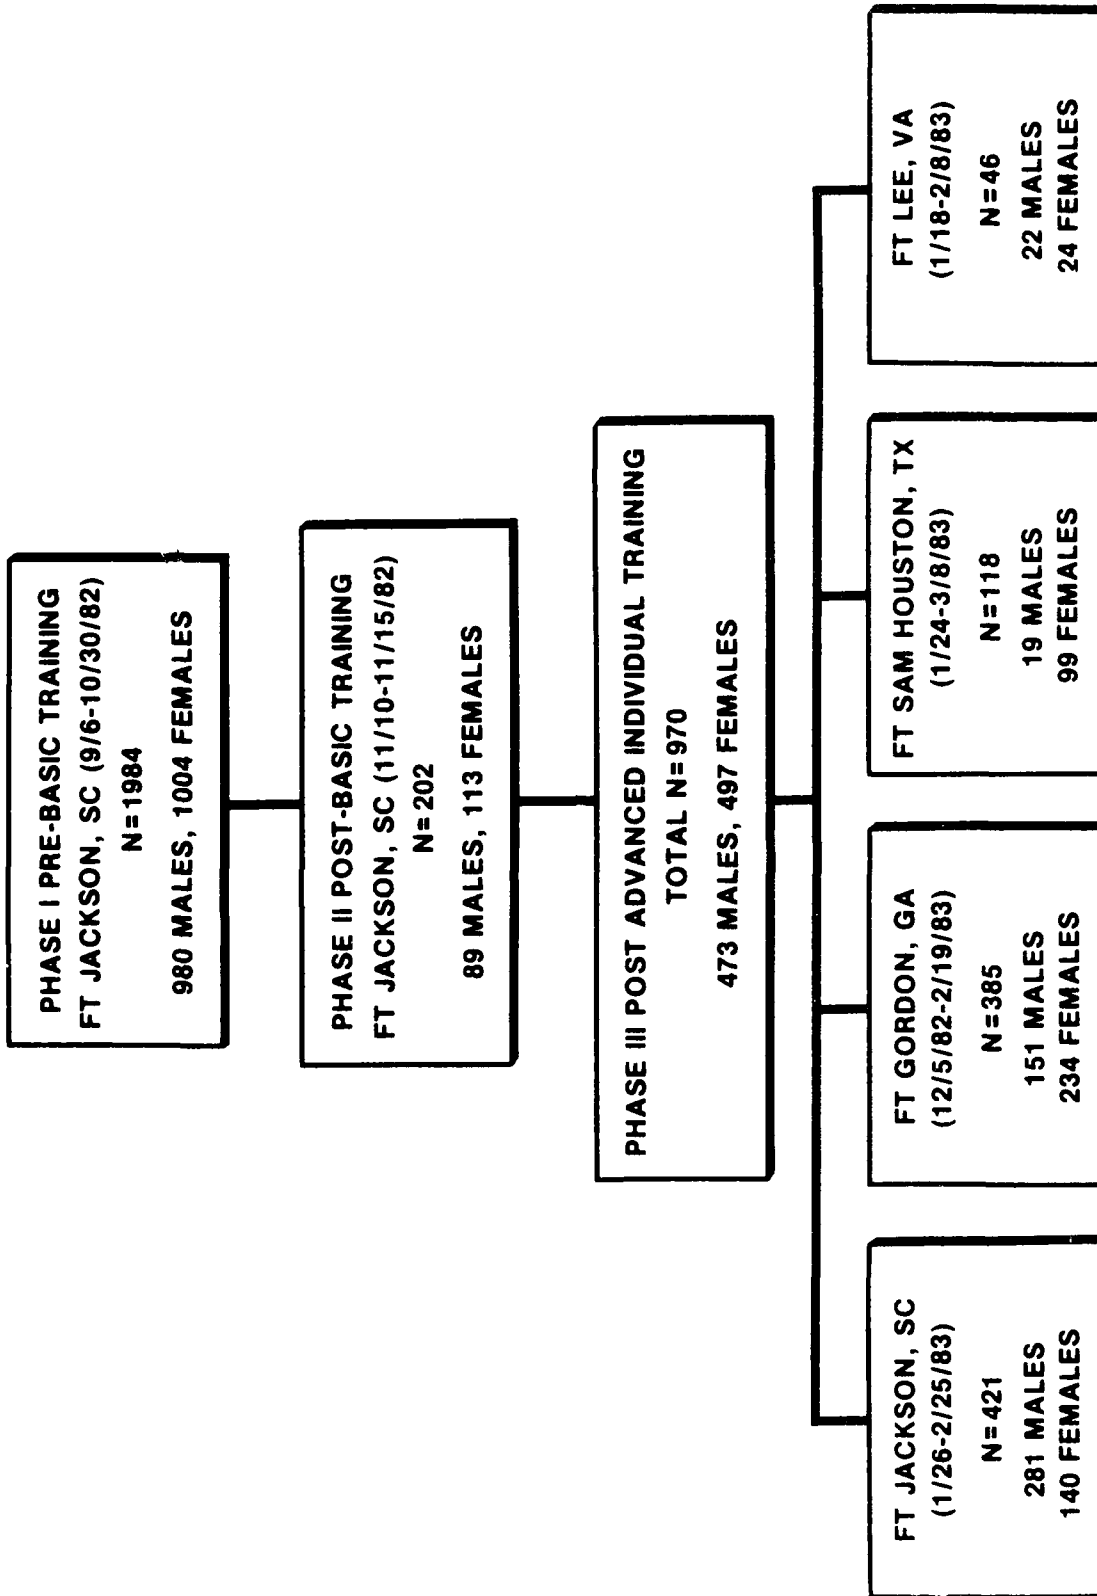 PHASE I PRE-BASIC TRAINING
FT JACKSON, SC (9/6-10/30/82)
N=1984
980 MALES, 1004 FEMALES
PHASE II POST-BASIC TRAINING
FT JACKSON, SC (11/10-11/15/82)
N=202
89 MALES, 113 FEMALES
PHASE III POST ADVANCED INDIVIDUAL TRAINING
TOTAL N=970
473 MALES, 497 FEMALES
FT JACKSON, SC
(1/26-2/25/83)
N=421
281 MALES
140 FEMALES
FT GORDON, GA
(12/5/82-2/19/83)
N=385
151 MALES
234 FEMALES
FT SAM HOUSTON, TX
(1/24-3/8/83)
N=118
19 MALES
99 FEMALES
FT LEE, VA
(1/18-2/8/83)
N=46
22 MALES
24 FEMALES